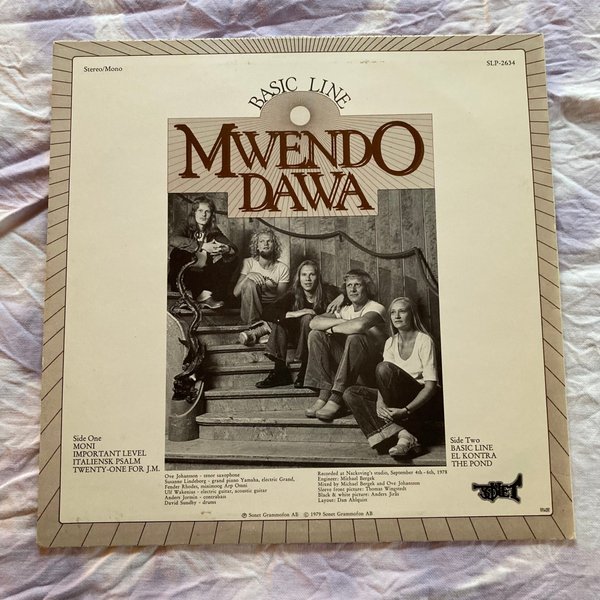 Stereo/Mono
SLP-2634
BASIC LINE
MWENDO
DAWA
Side One
MONI
IMPORTANT LEVEL
ITALIENSK PSALM
TWENTY-ONE FOR J.M.
Side Two
BASIC LINE
EL KONTRA
THE POND
Ove Johansson - tenor saxophone
Susanna Lindeborg - grand piano Yamaha, electric Grand,
Fender Rhodes, minimoog Arp Omni
Ulf Wakenius - electric guitar, acoustic guitar
Anders Jormin - contrabass
David Sundby - drums
Recorded at Nacksving's studio, September 4th - 6th, 1978
Engineer: Michael Bergek
Mixed by Michael Bergek and Ove Johansson
Sleeve front picture: Thomas Wingstedt
Black & white picture: Anders Jirås
Layout: Dan Ahlquist
℗ Sonet Grammofon AB © 1979 Sonet Grammofon AB
SONET